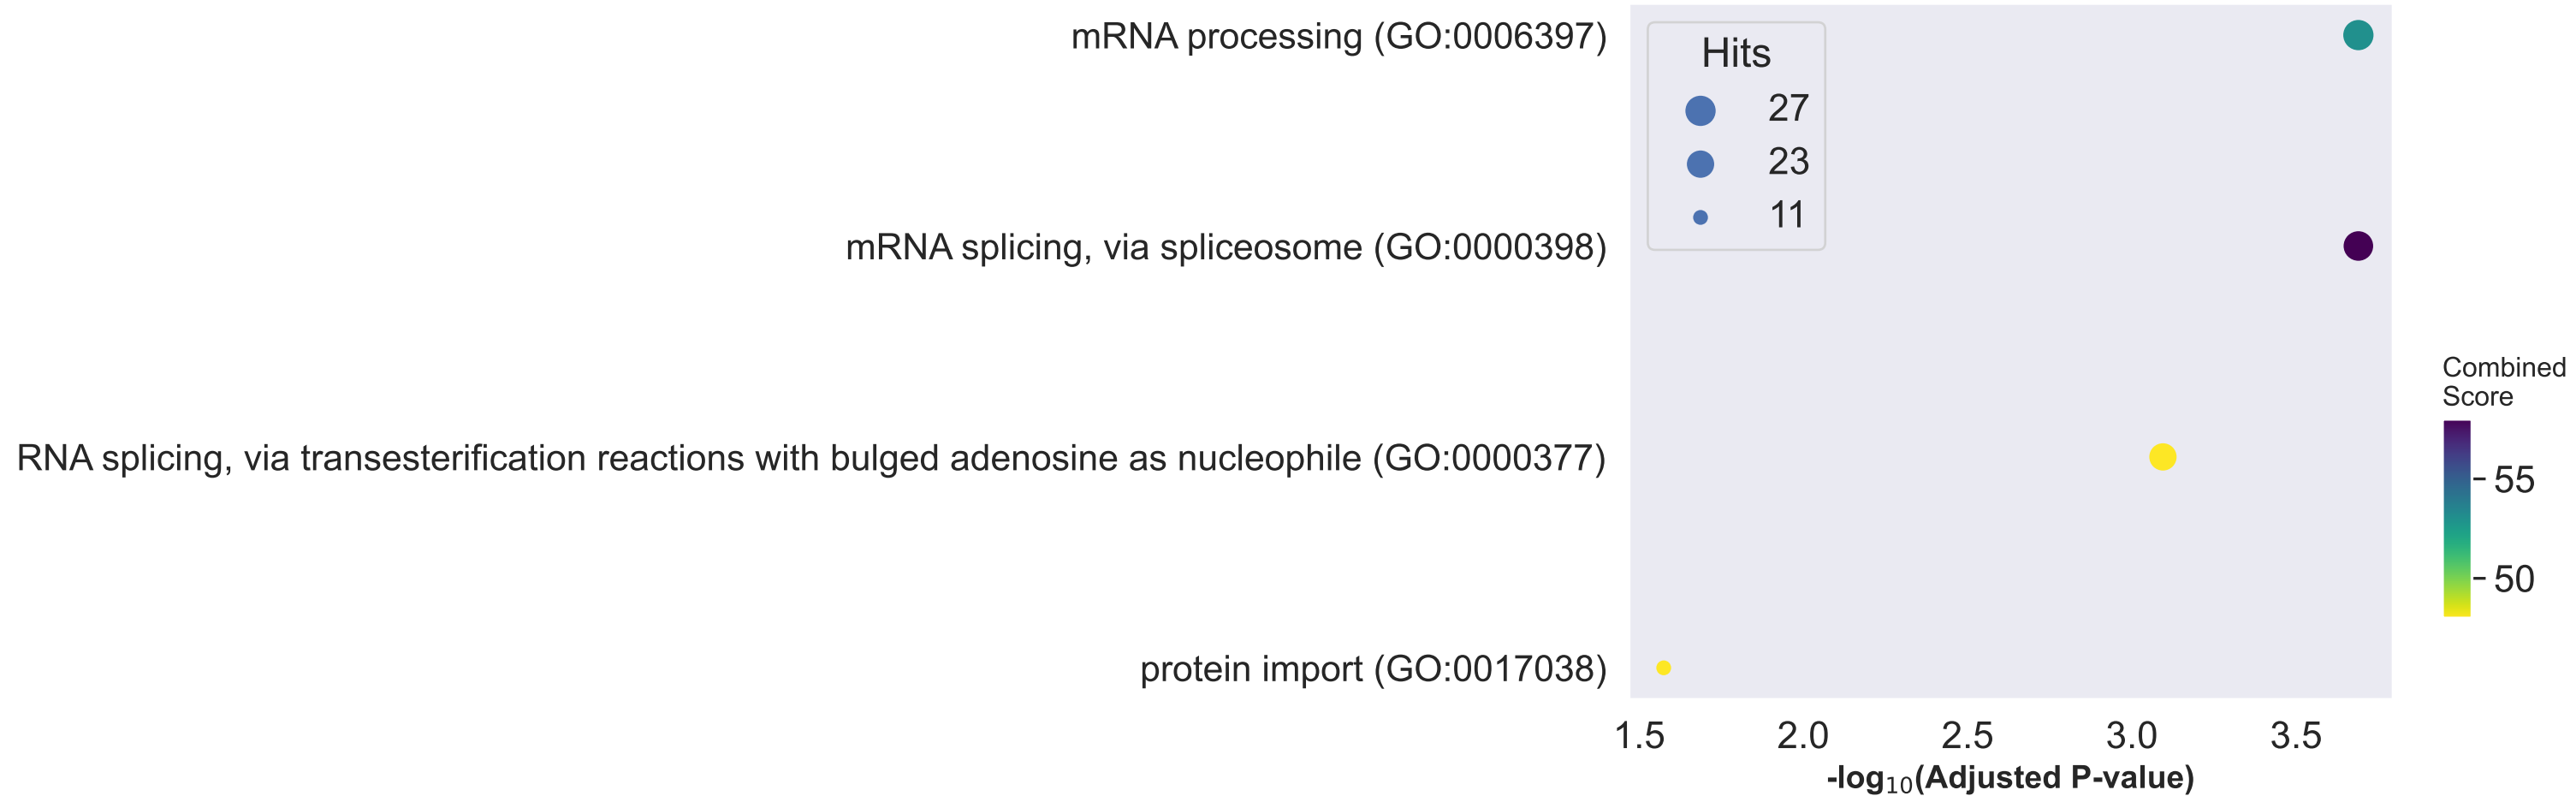 mRNA processing (GO:0006397)
Hits
27
23
11
mRNA splicing, via spliceosome (GO:0000398)
RNA splicing, via transesterification reactions with bulged adenosine as nucleophile (GO:0000377)
protein import (GO:0017038)
1.5 2.0 2.5 3.0 3.5
-log10(Adjusted P-value)
Combined
Score
55
50